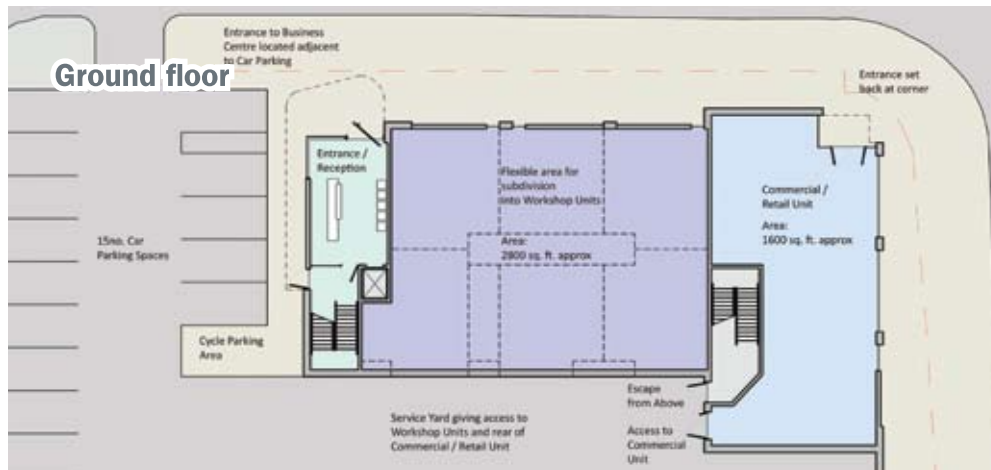 Ground floor
Entrance to Business
Centre located adjacent
to Car Parking
Entrance set
back at corner
Entrance /
Reception
Flexible area for
subdivision
into Workshop Units
Area:
2800 sq. ft. approx
Commercial /
Retail Unit
Area:
1600 sq. ft. approx
15no. Car
Parking Spaces
Cycle Parking
Area
Service Yard giving access to
Workshop Units and rear of
Commercial / Retail Unit
Escape
from Above
Access to
Commercial
Unit